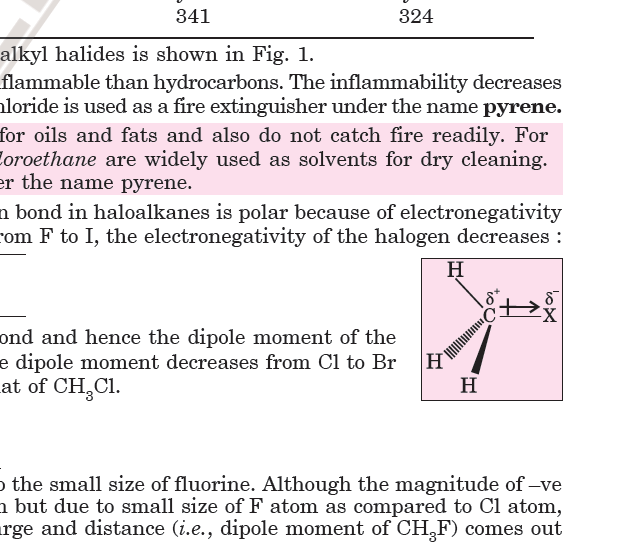 341 324
alkyl halides is shown in Fig. 1.
flammable than hydrocarbons. The inflammability decreases
hloride is used as a fire extinguisher under the name pyrene.
for oils and fats and also do not catch fire readily. For
loroethane are widely used as solvents for dry cleaning.
er the name pyrene.
n bond in haloalkanes is polar because of electronegativity
rom F to I, the electronegativity of the halogen decreases :
H
δ+ δ–
C X
H
H
ond and hence the dipole moment of the
e dipole moment decreases from Cl to Br
at of CH3Cl.
o the small size of fluorine. Although the magnitude of –ve
n but due to small size of F atom as compared to Cl atom,
arge and distance (i.e., dipole moment of CH3F) comes out